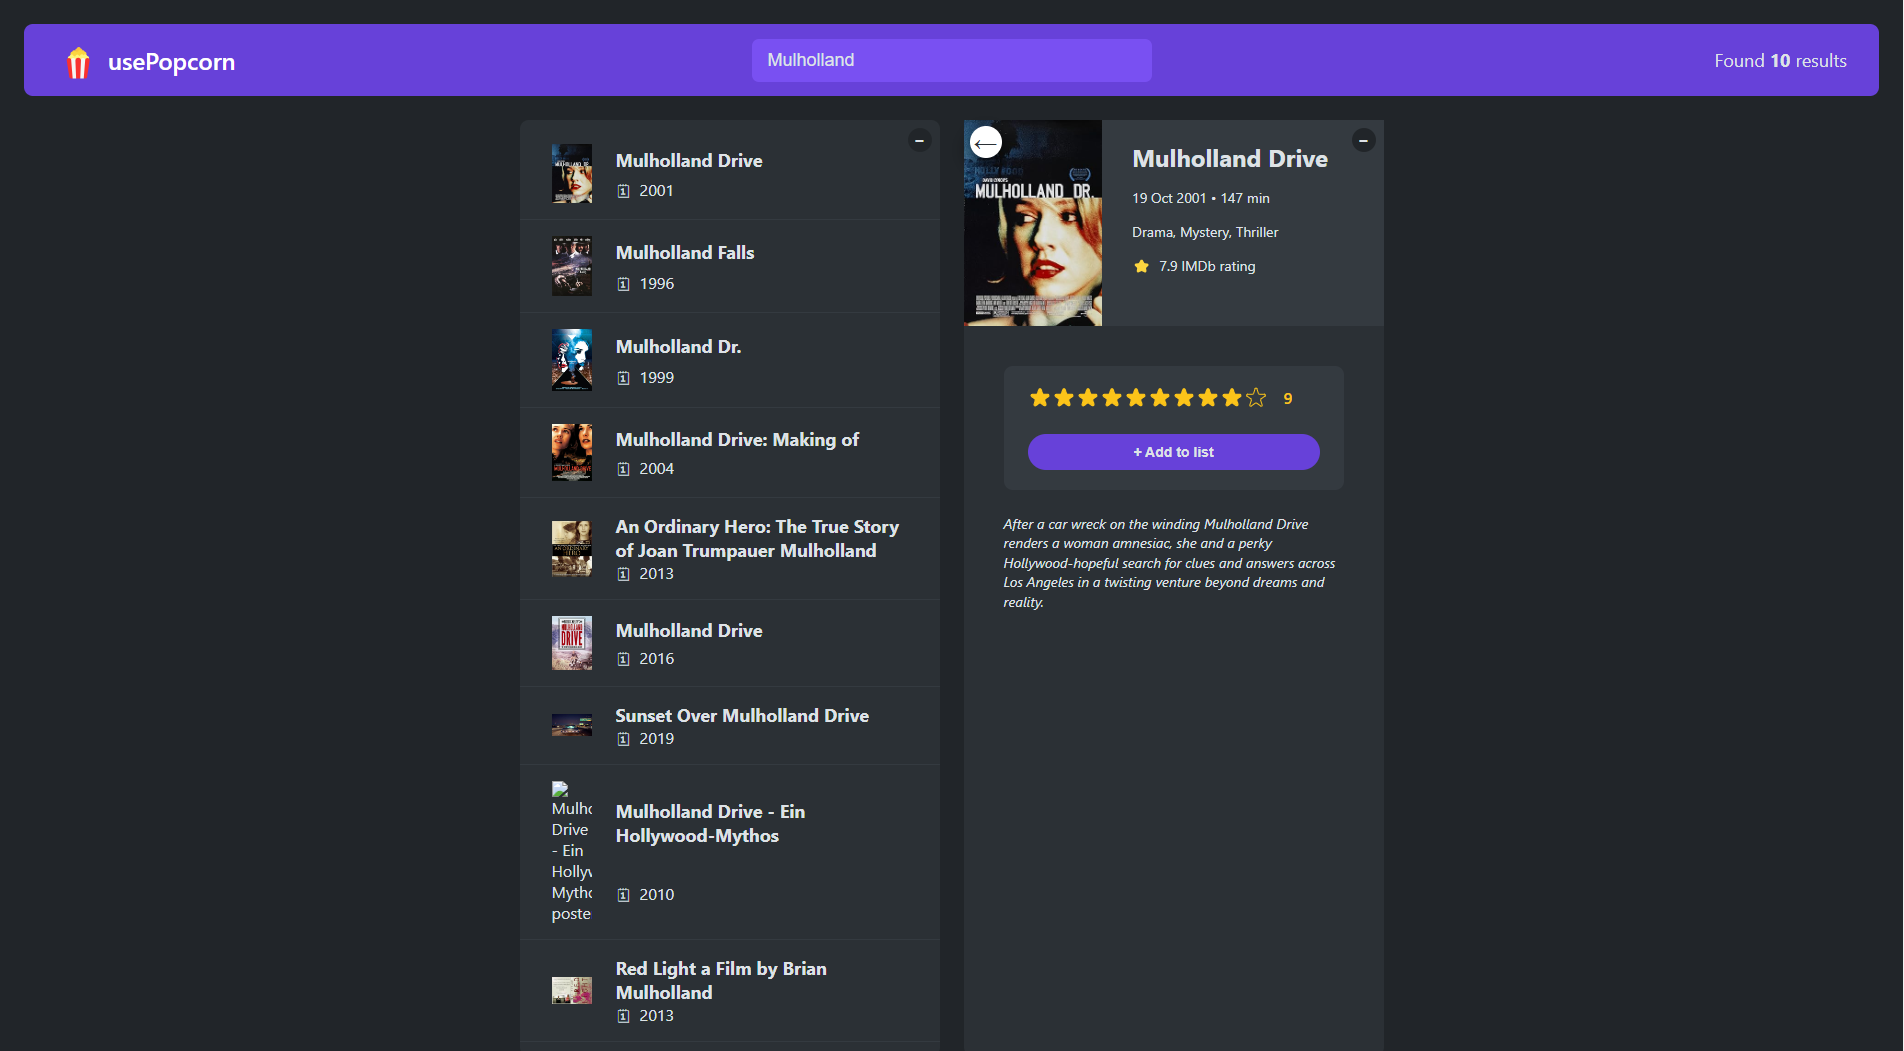 usePopcorn
Mulholland
Found 10 results
Mulholland Drive
2001
Mulholland Falls
1996
Mulholland Dr.
1999
Mulholland Drive: Making of
2004
An Ordinary Hero: The True Story
of Joan Trumpauer Mulholland
2013
Mulholland Drive
2016
Sunset Over Mulholland Drive
2019
Mulho
Drive
- Ein
Hollyw
Mytho
poste
Mulholland Drive - Ein
Hollywood-Mythos
2010
Red Light a Film by Brian
Mulholland
2013
←
MULHOLLAND DR.
Mulholland Drive
19 Oct 2001 • 147 min
Drama, Mystery, Thriller
7.9 IMDb rating
9
+ Add to list
After a car wreck on the winding Mulholland Drive
renders a woman amnesiac, she and a perky
Hollywood-hopeful search for clues and answers across
Los Angeles in a twisting venture beyond dreams and
reality.